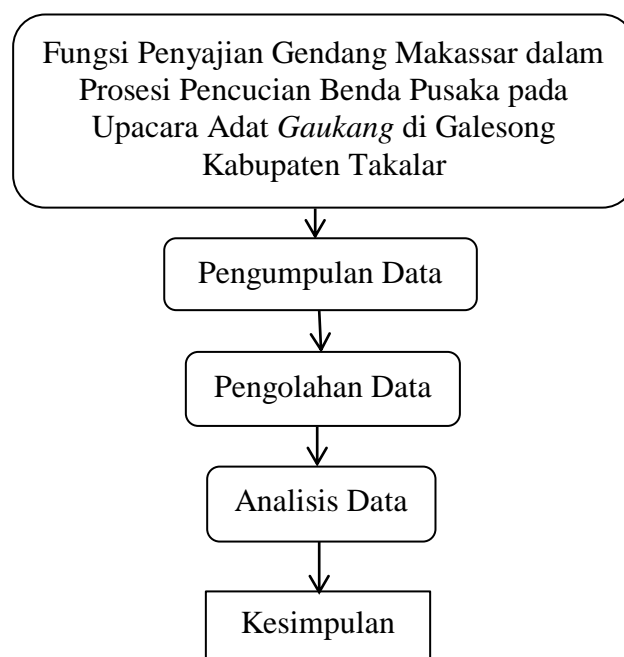 Fungsi Penyajian Gendang Makassar dalam
Prosesi Pencucian Benda Pusaka pada
Upacara Adat Gaukang di Galesong
Kabupaten Takalar
Pengumpulan Data
Pengolahan Data
Analisis Data
Kesimpulan